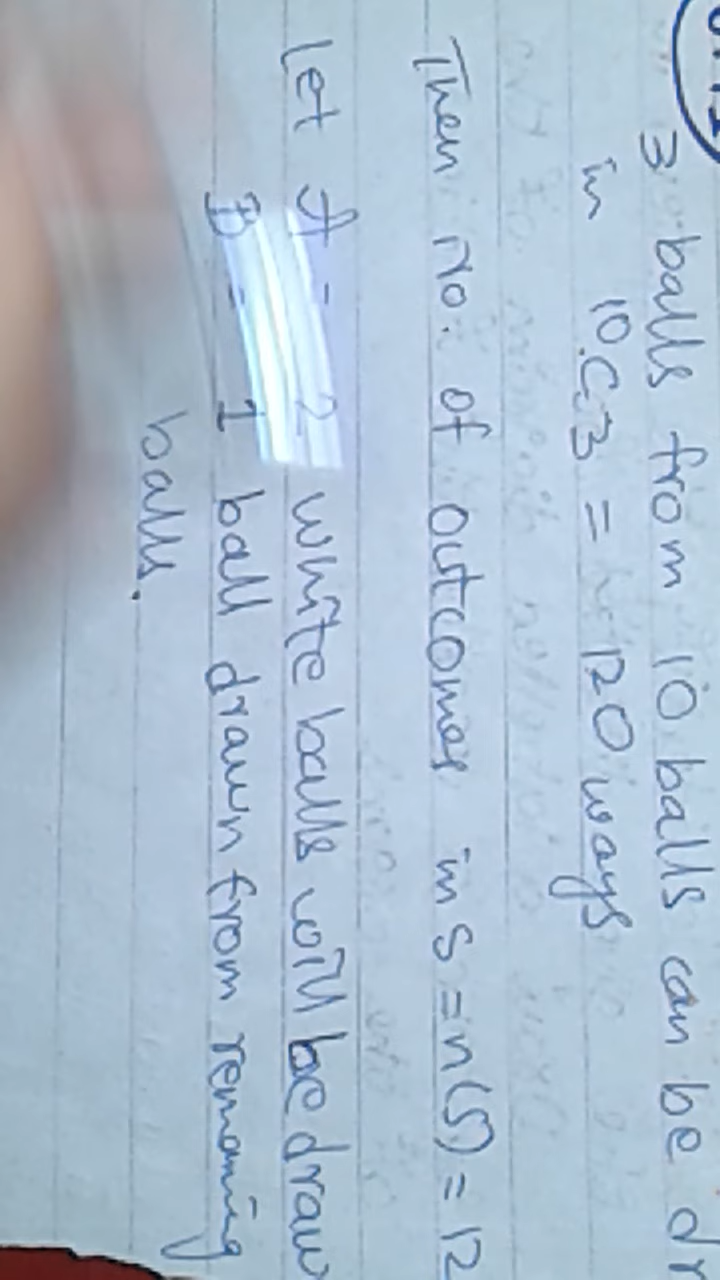 3 balls from 10 balls can be dr
in 10C3 = 120 ways
Then no. of outcomes in S = n(S) = 12
let A - 2 white balls will be draw
B - 1 ball drawn from remaining
balls.